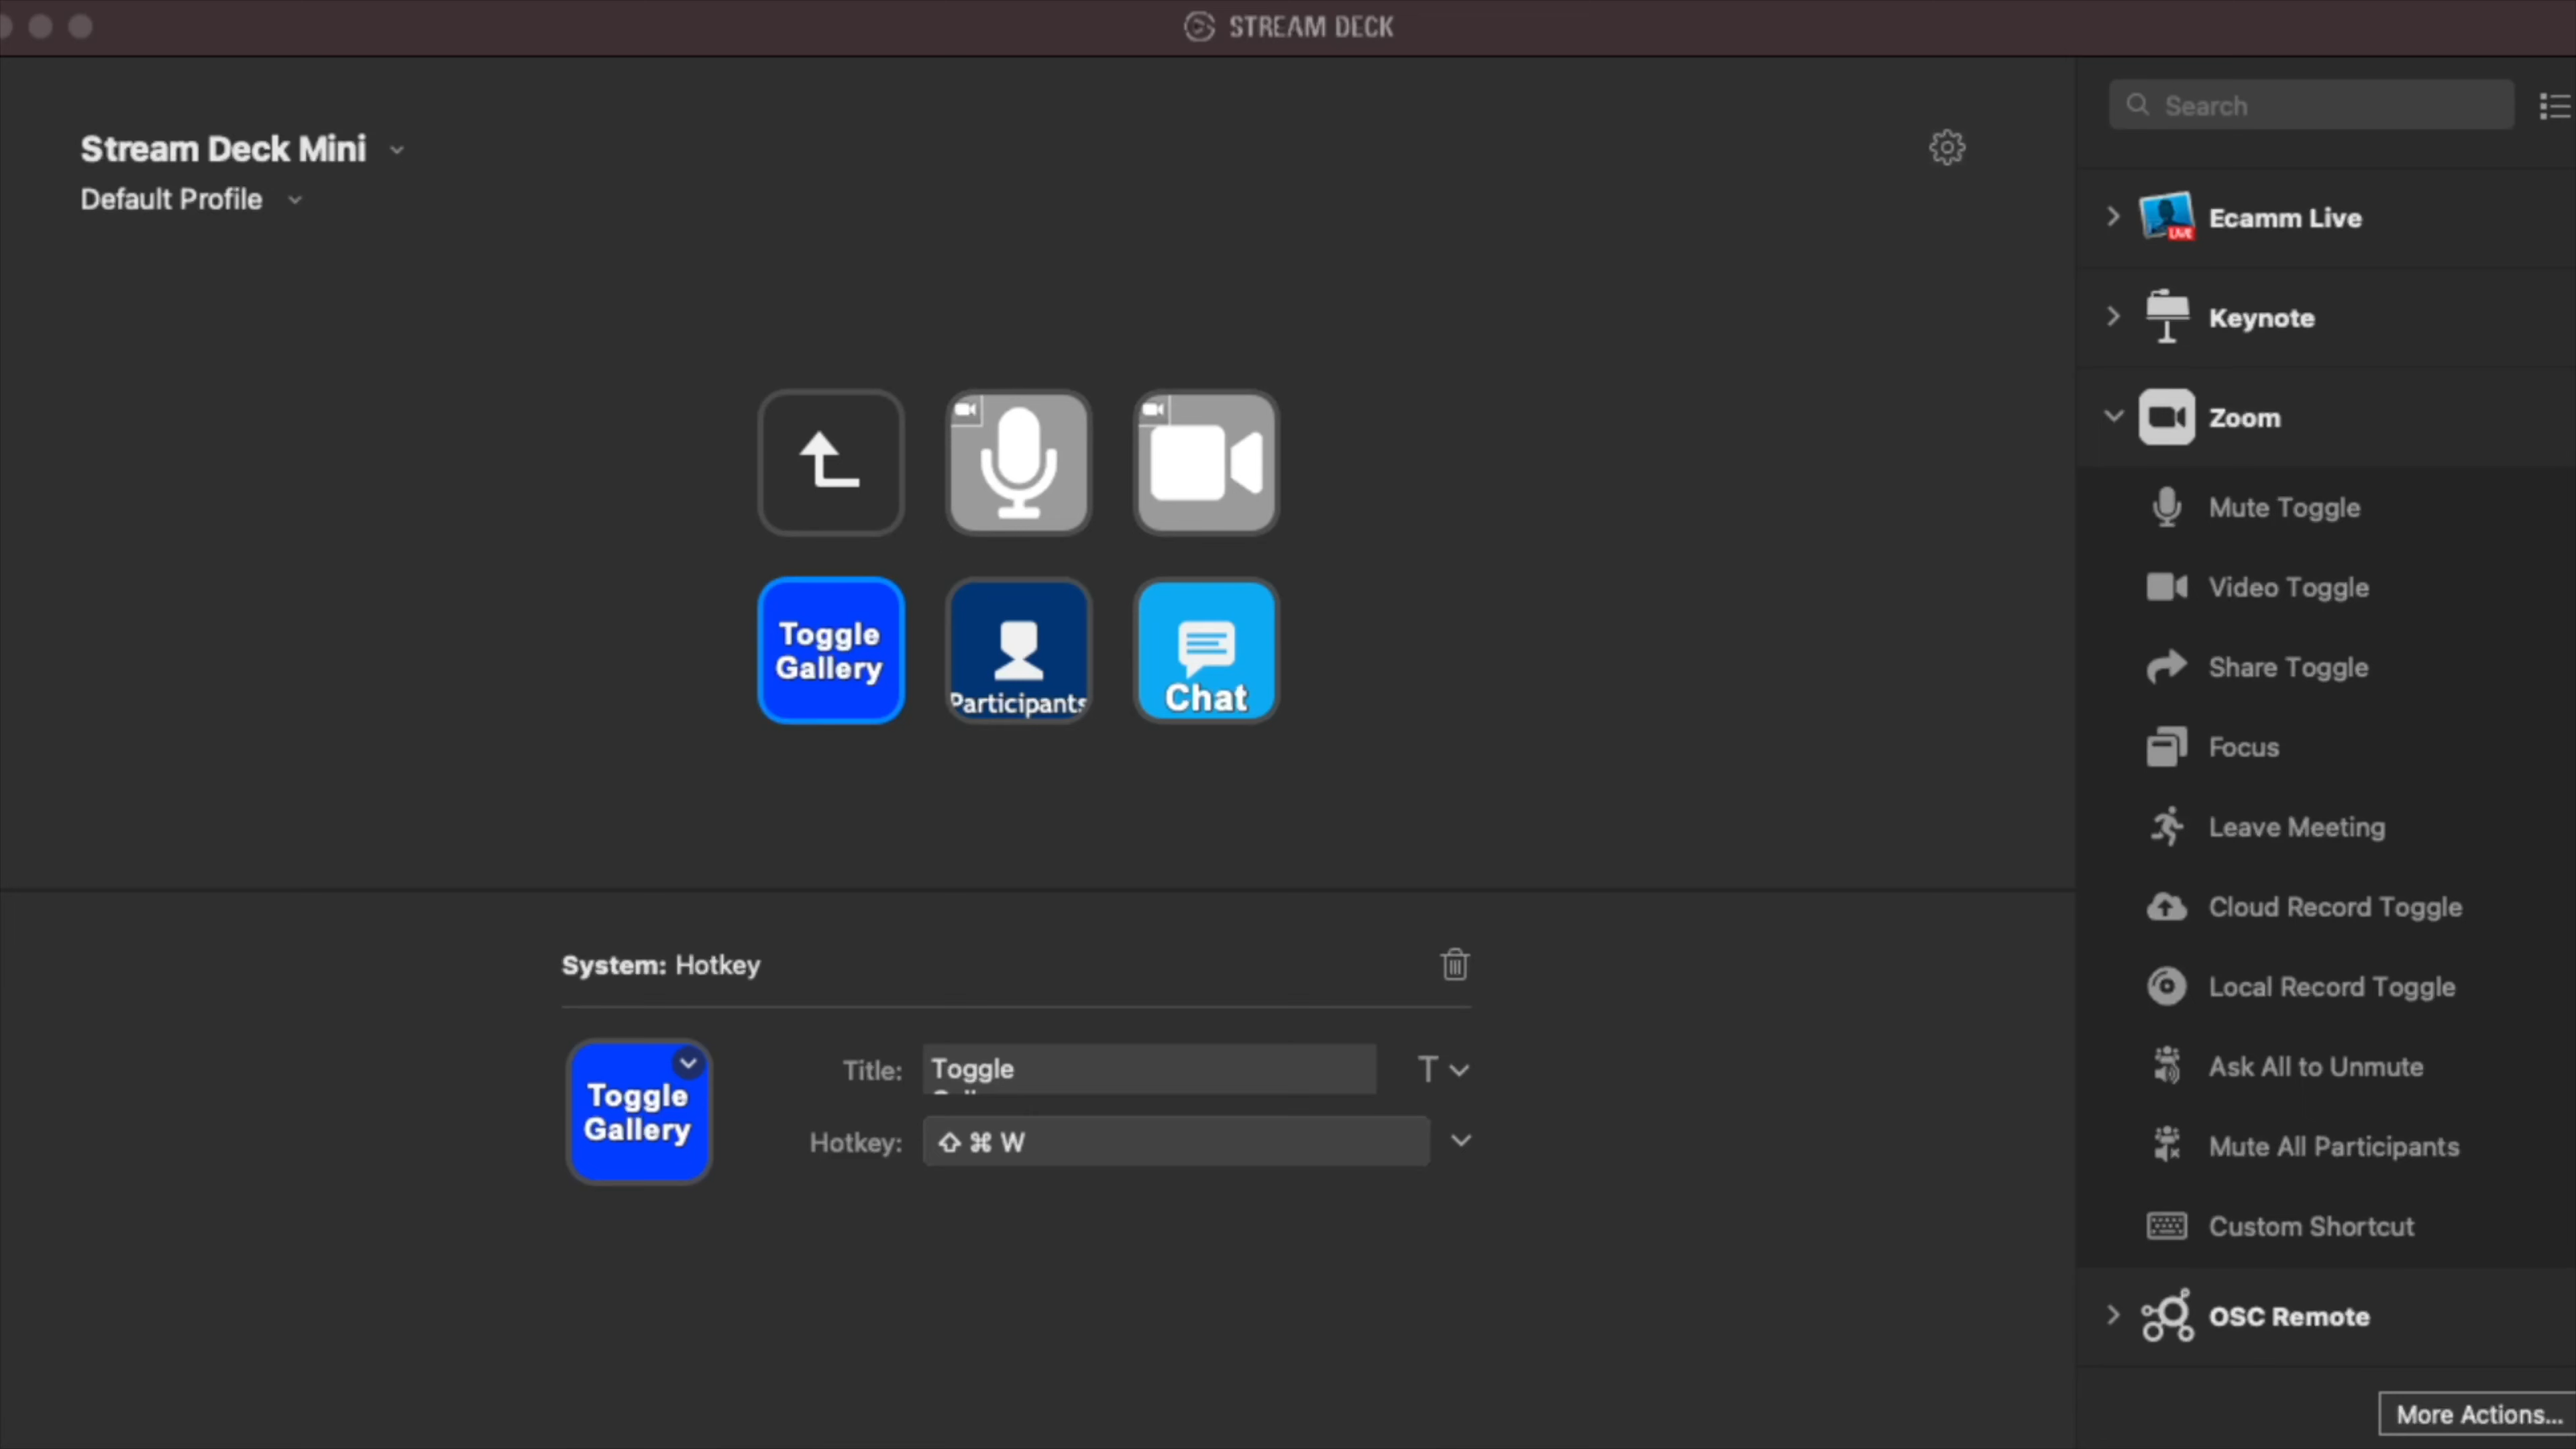 STREAM DECK
Stream Deck Mini
Default Profile
Search
Ecamm Live
LIVE
Keynote
Zoom
Mute Toggle
Video Toggle
Share Toggle
Focus
Leave Meeting
Cloud Record Toggle
Local Record Toggle
Ask All to Unmute
Mute All Participants
Custom Shortcut
OSC Remote
More Actions...
Toggle
Gallery
Participants
Chat
System: Hotkey
Toggle
Gallery
Title: Toggle
T
Hotkey: ⇧ ⌘ W